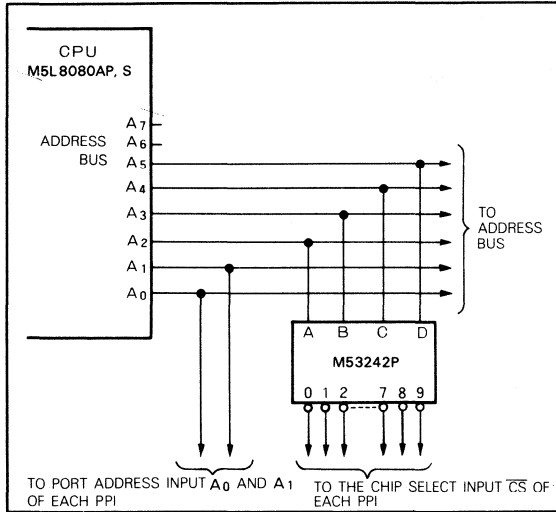 CPU
M5L 8080AP, S
ADDRESS
BUS
A7
A6
A5
A4
A3
A2
A1
A0
TO
ADDRESS
BUS
A B C D
M53242P
0 1 2 7 8 9
TO PORT ADDRESS INPUT A0 AND A1
OF EACH PPI
TO THE CHIP SELECT INPUT C̅S̅ OF
EACH PPI